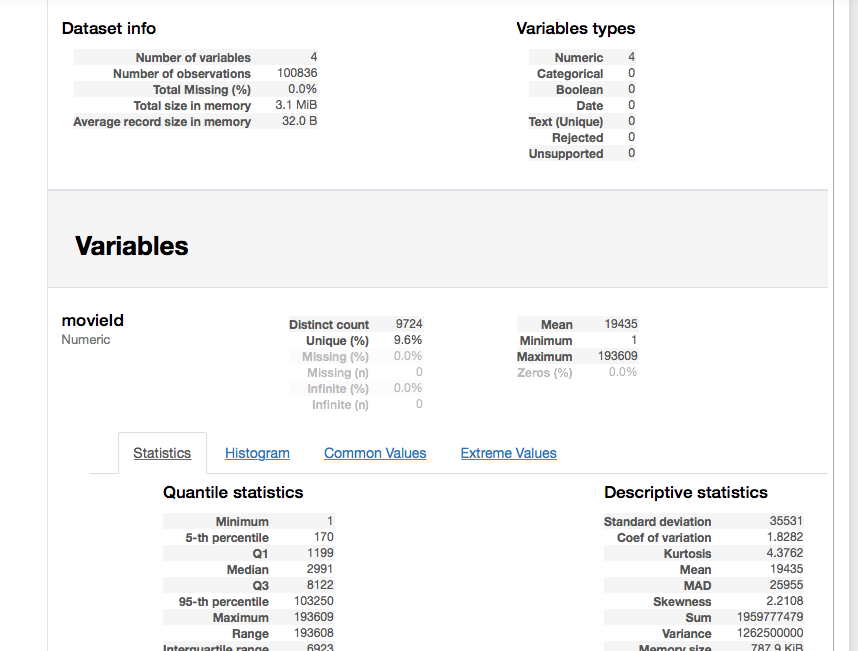 Dataset info
Number of variables 4
Number of observations 100836
Total Missing (%) 0.0%
Total size in memory 3.1 MiB
Average record size in memory 32.0 B
Variables types
Numeric 4
Categorical 0
Boolean 0
Date 0
Text (Unique) 0
Rejected 0
Unsupported 0
Variables
movieId
Numeric
Distinct count 9724
Unique (%) 9.6%
Missing (%) 0.0%
Missing (n) 0
Infinite (%) 0.0%
Infinite (n) 0
Mean 19435
Minimum 1
Maximum 193609
Zeros (%) 0.0%
Statistics Histogram Common Values Extreme Values
Quantile statistics
Minimum 1
5-th percentile 170
Q1 1199
Median 2991
Q3 8122
95-th percentile 103250
Maximum 193609
Range 193608
Interquartile range 6923
Descriptive statistics
Standard deviation 35531
Coef of variation 1.8282
Kurtosis 4.3762
Mean 19435
MAD 25955
Skewness 2.2108
Sum 1959777479
Variance 1262500000
Memory size 787.9 KiB